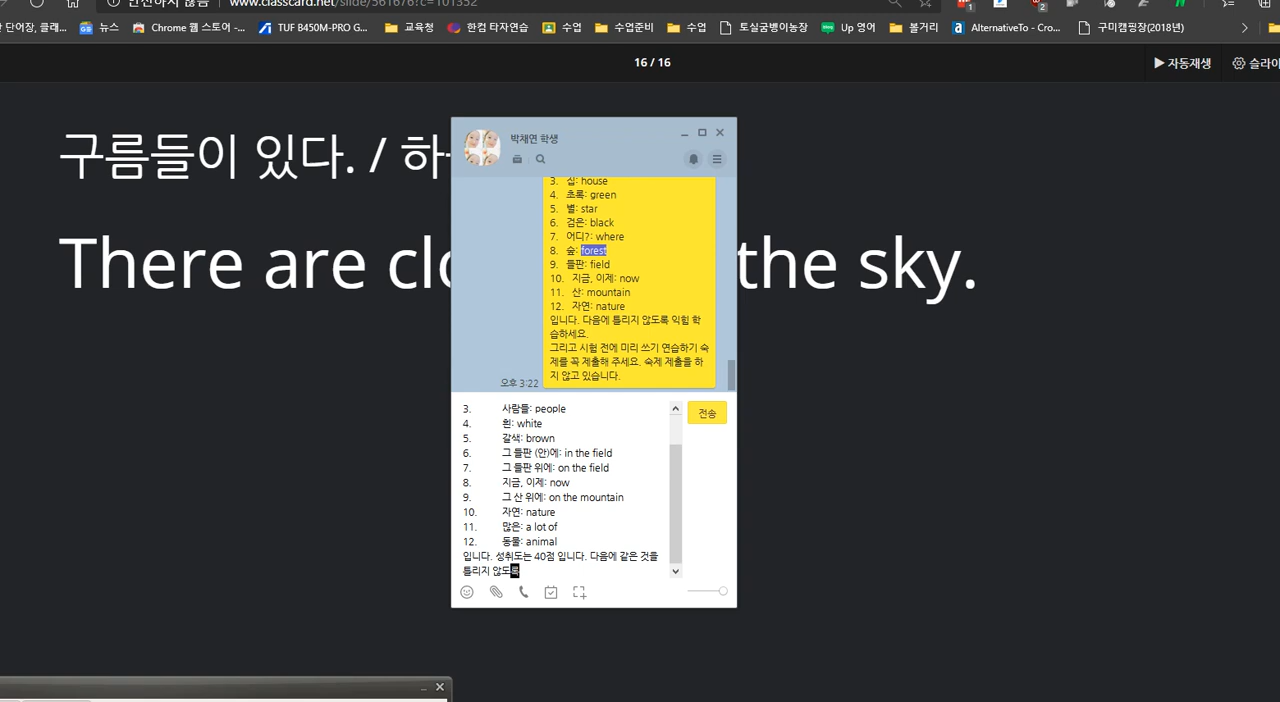 안전하지 않음 www.classcard.net/slide/561676?c=101352
단어장, 클래... 뉴스 Chrome 웹 스토어 -... TUF B450M-PRO G... 교육청 한컴 타자연습 수업 수업준비 수업 토실굼벵이농장 Up 영어 볼거리 AlternativeTo - Cro... 구미캠핑장(2018년)
16 / 16
자동재생
슬라이
구름들이 있다. / 하
There are clo the sky.
박채연 학생
3. 집: house
4. 초록: green
5. 별: star
6. 검은: black
7. 어디?: where
8. 숲: forest
9. 들판: field
10. 지금, 이제: now
11. 산: mountain
12. 자연: nature
입니다. 다음에 틀리지 않도록 익힘 학
습하세요.
그리고 시험 전에 미리 쓰기 연습하기 숙
제를 꼭 제출해 주세요. 숙제 제출을 하
지 않고 있습니다.
오후 3:22
3. 사람들: people
4. 흰: white
5. 갈색: brown
6. 그 들판 (안)에: in the field
7. 그 들판 위에: on the field
8. 지금, 이제: now
9. 그 산 위에: on the mountain
10. 자연: nature
11. 많은: a lot of
12. 동물: animal
입니다. 성취도는 40점 입니다. 다음에 같은 것을
틀리지 않도록
전송